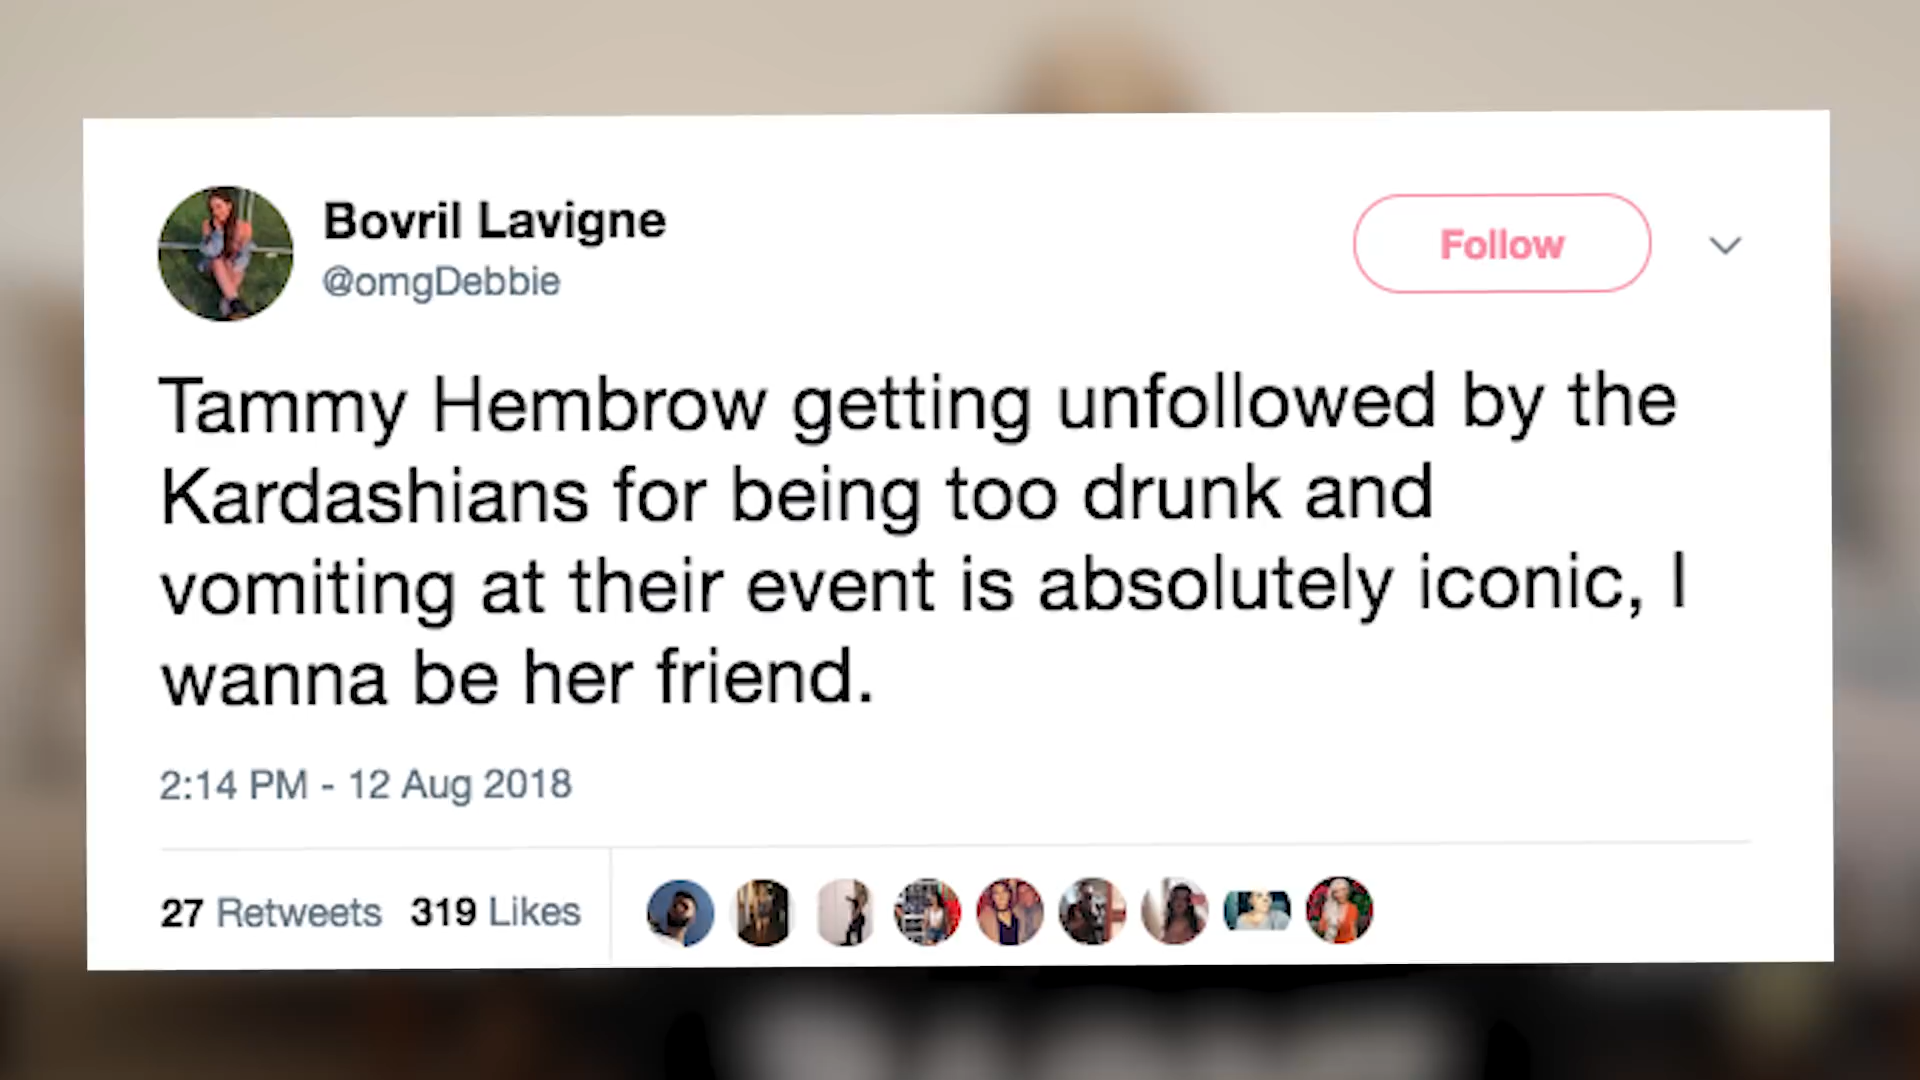 Bovril Lavigne
@omgDebbie
Follow
Tammy Hembrow getting unfollowed by the
Kardashians for being too drunk and
vomiting at their event is absolutely iconic, I
wanna be her friend.
2:14 PM - 12 Aug 2018
27 Retweets 319 Likes